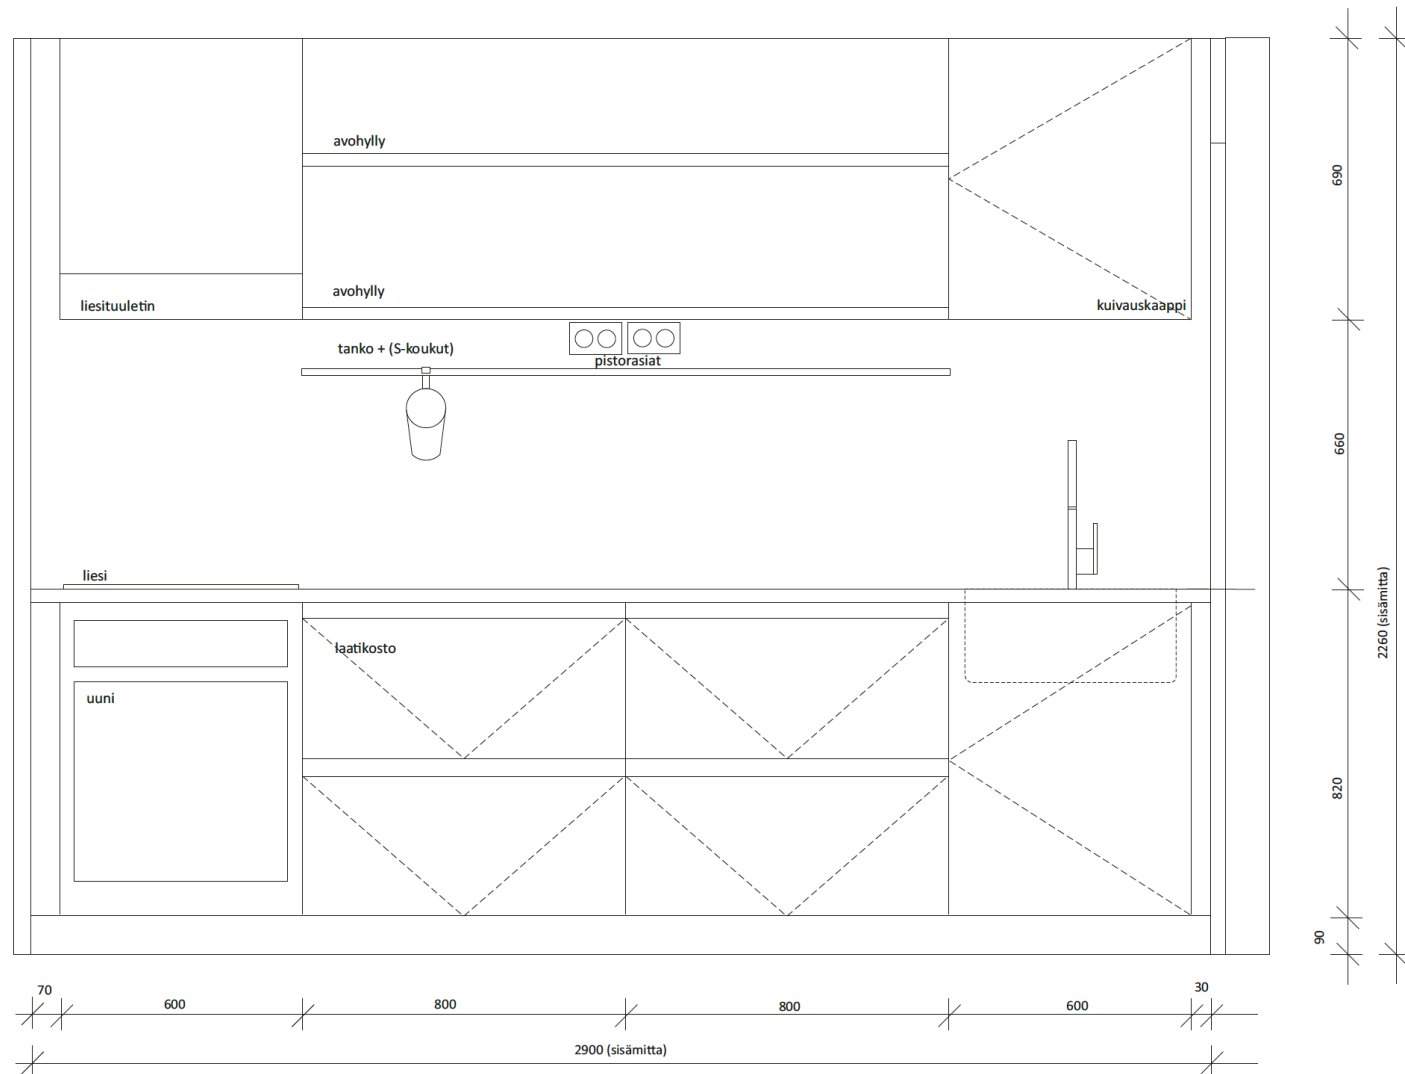 avohylly
690
avohylly
liesituuletin
kuivauskaappi
tanko + (S-koukut)
pistorasiat
660
liesi
2260 (sisämitta)
laatikosto
uuni
820
90
70
600
800
800
600
30
2900 (sisämitta)